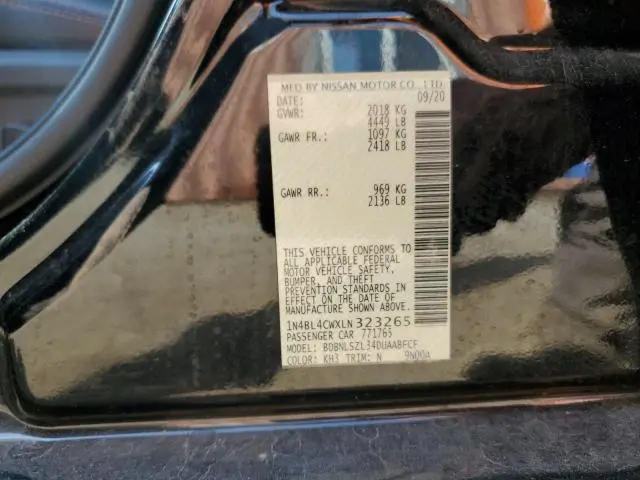 MFD BY NISSAN MOTOR CO., LTD.
DATE: 09/20
GVWR: 2018 KG
4449 LB
GAWR FR.: 1097 KG
2418 LB
GAWR RR.: 969 KG
2136 LB
THIS VEHICLE CONFORMS TO
ALL APPLICABLE FEDERAL
MOTOR VEHICLE SAFETY,
BUMPER, AND THEFT
PREVENTION STANDARDS IN
EFFECT ON THE DATE OF
MANUFACTURE SHOWN ABOVE.
1N4BL4CWXLN323265
PASSENGER CAR 771765
MODEL: BDBNLSZL34DUAABFCF
COLOR: KH3 TRIM: N 9N00A